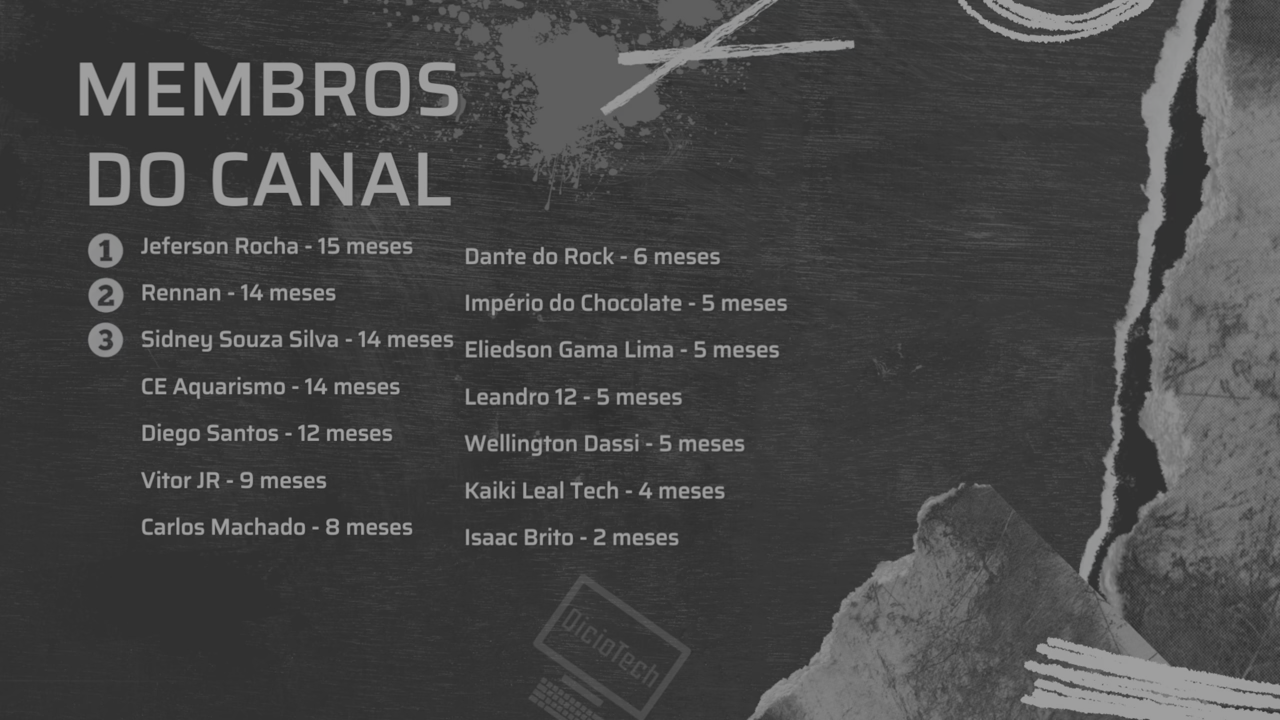 MEMBROS
DO CANAL
1 Jeferson Rocha - 15 meses
2 Rennan - 14 meses
3 Sidney Souza Silva - 14 meses
CE Aquarismo - 14 meses
Diego Santos - 12 meses
Vitor JR - 9 meses
Carlos Machado - 8 meses
Dante do Rock - 6 meses
Império do Chocolate - 5 meses
Eliedson Gama Lima - 5 meses
Leandro 12 - 5 meses
Wellington Dassi - 5 meses
Kaiki Leal Tech - 4 meses
Isaac Brito - 2 meses
DicioTech